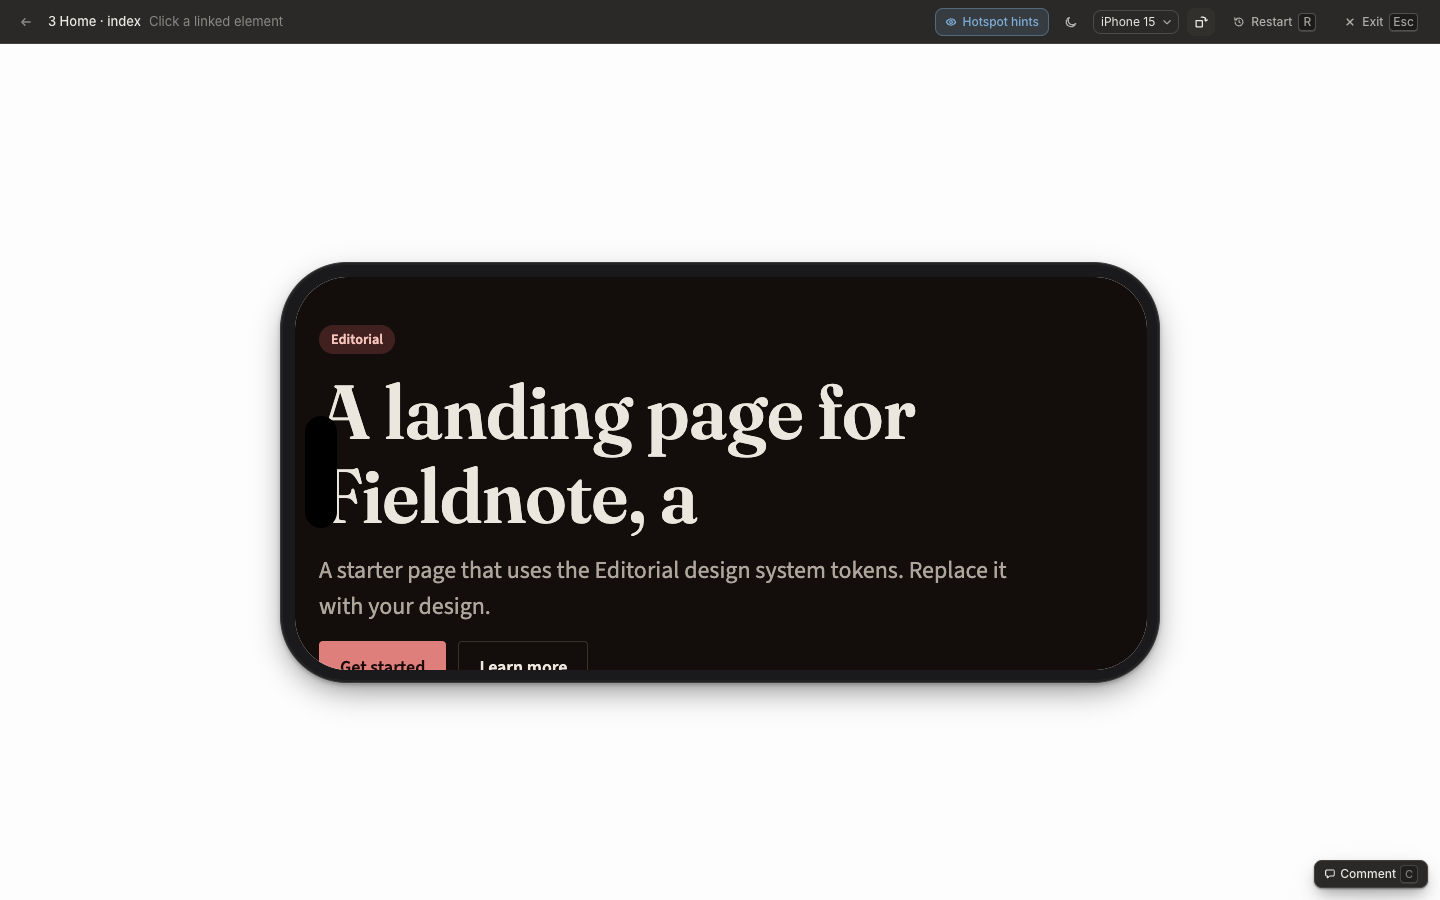 3 Home · index Click a linked element
Hotspot hints
iPhone 15
Restart R
Exit Esc
Editorial
A landing page for
Fieldnote, a
A starter page that uses the Editorial design system tokens. Replace it
with your design.
Get started
Learn more
Comment C